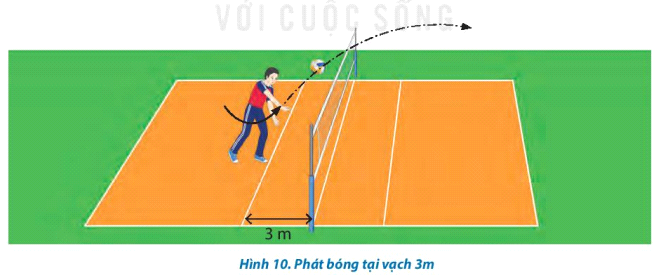 VỚI CUỘC SỐNG
3 m
Hình 10. Phát bóng tại vạch 3m